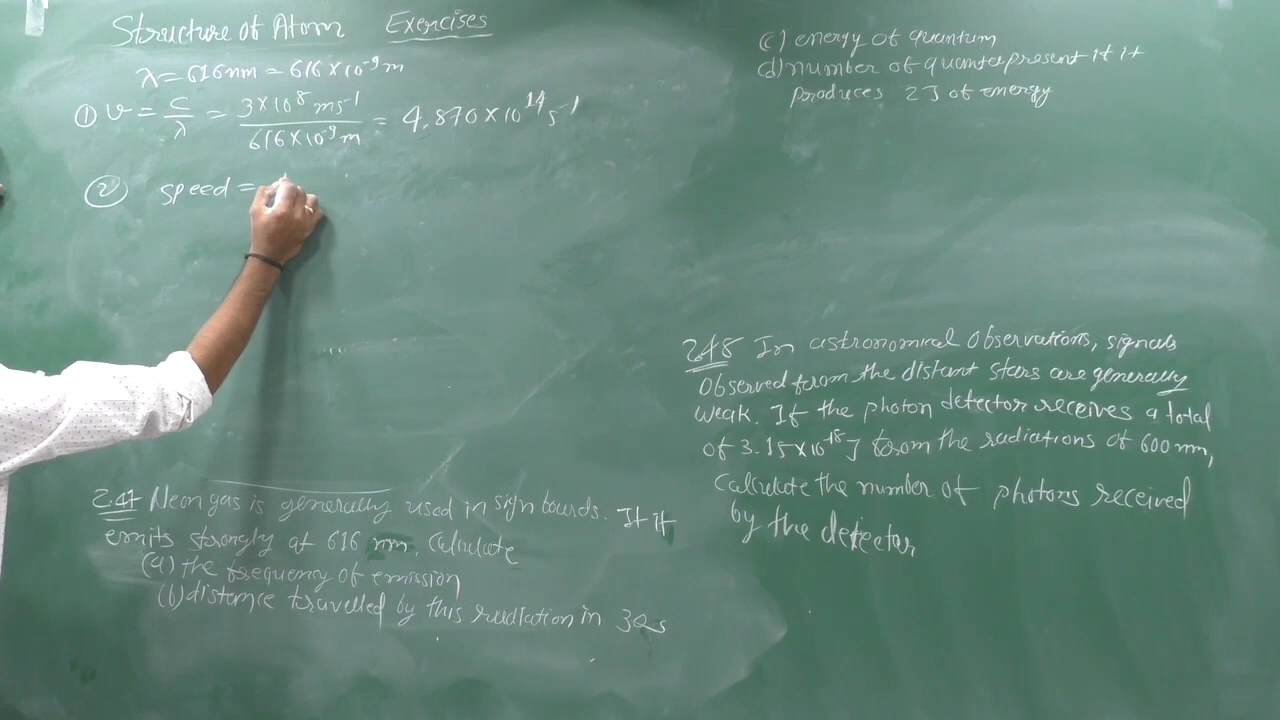 Structure of Atom Exercises
λ = 616nm = 616 × 10⁻⁹ m
① ν = c/λ = 3×10⁸ ms⁻¹ / 616×10⁻⁹ m = 4.870 × 10¹⁴ s⁻¹
② speed =
2.47 Neon gas is generally used in sign boards. If it
emits strongly at 616 nm, Calculate
(a) the frequency of emission
(b) distance travelled by this radiation in 30s
(c) energy of quantum
(d) number of quanta present if it
produces 2J of energy
2.48 In astronomical observations, signals
observed from the distant stars are generally
weak. If the photon detector receives a total
of 3.15×10⁻¹⁸J from the radiations of 600nm,
calculate the number of photons received
by the detector